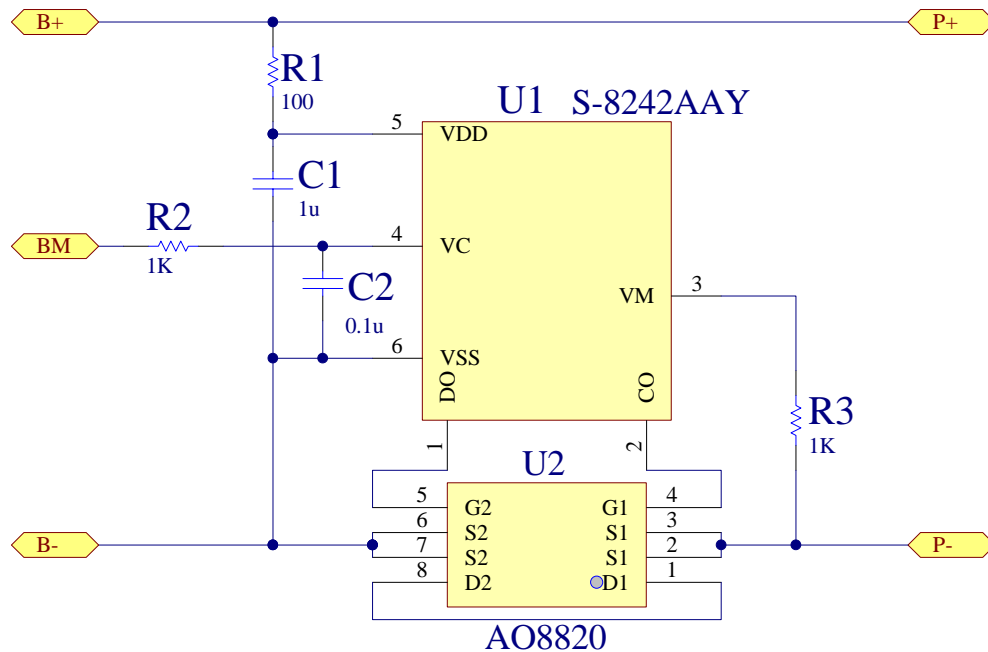 B+
P+
R1
100
U1 S-8242AAY
5 VDD
C1
1u
R2
BM
1K
4 VC
C2
0.1u
VM 3
6 VSS
DO
CO
R3
1K
1
2
U2
5 G2 G1 4
6 S2 S1 3
7 S2 S1 2
8 D2 D1 1
B-
P-
AO8820